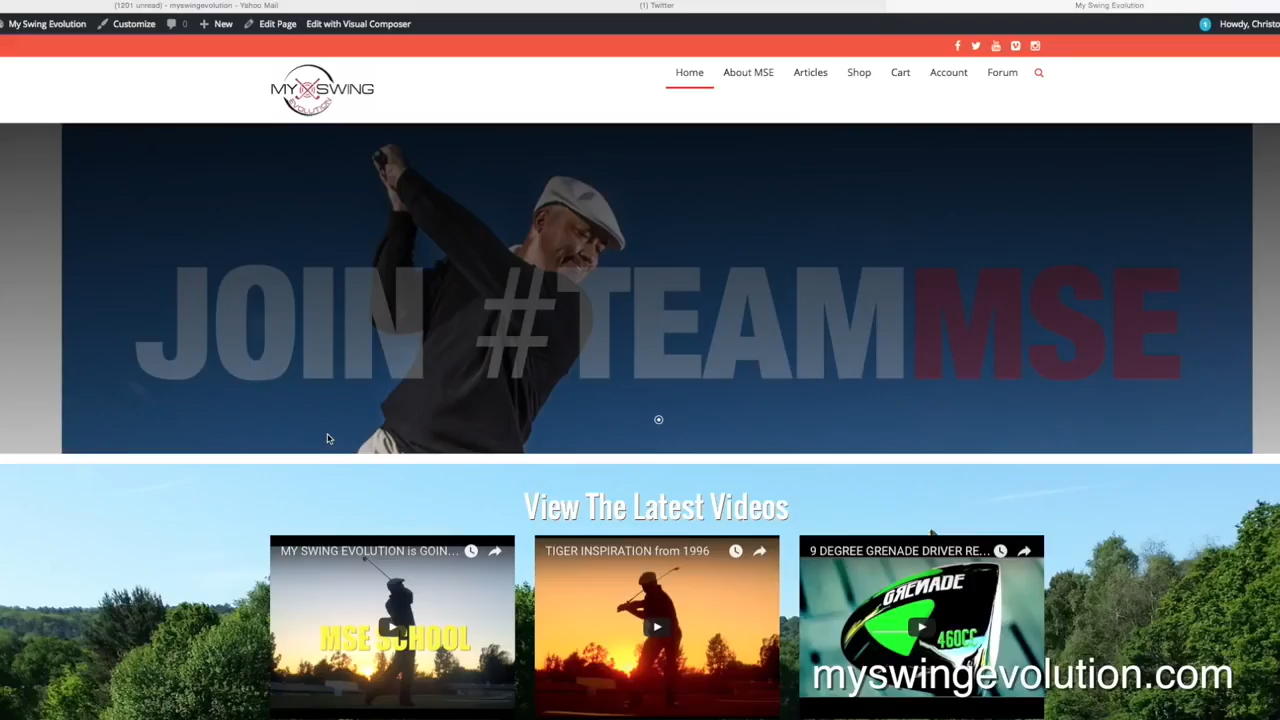 (1201 unread) - myswingevolution - Yahoo Mail
(1) Twitter
My Swing Evolution
My Swing Evolution Customize 0 New Edit Page Edit with Visual Composer
1 Howdy, Christo
MY SWING
EVOLUTION
Home About MSE Articles Shop Cart Account Forum
JOIN #TEAMMSE
View The Latest Videos
MY SWING EVOLUTION is GOIN...
MSE SCHOOL
TIGER INSPIRATION from 1996
9 DEGREE GRENADE DRIVER RE...
GRENADE
460CC
myswingevolution.com